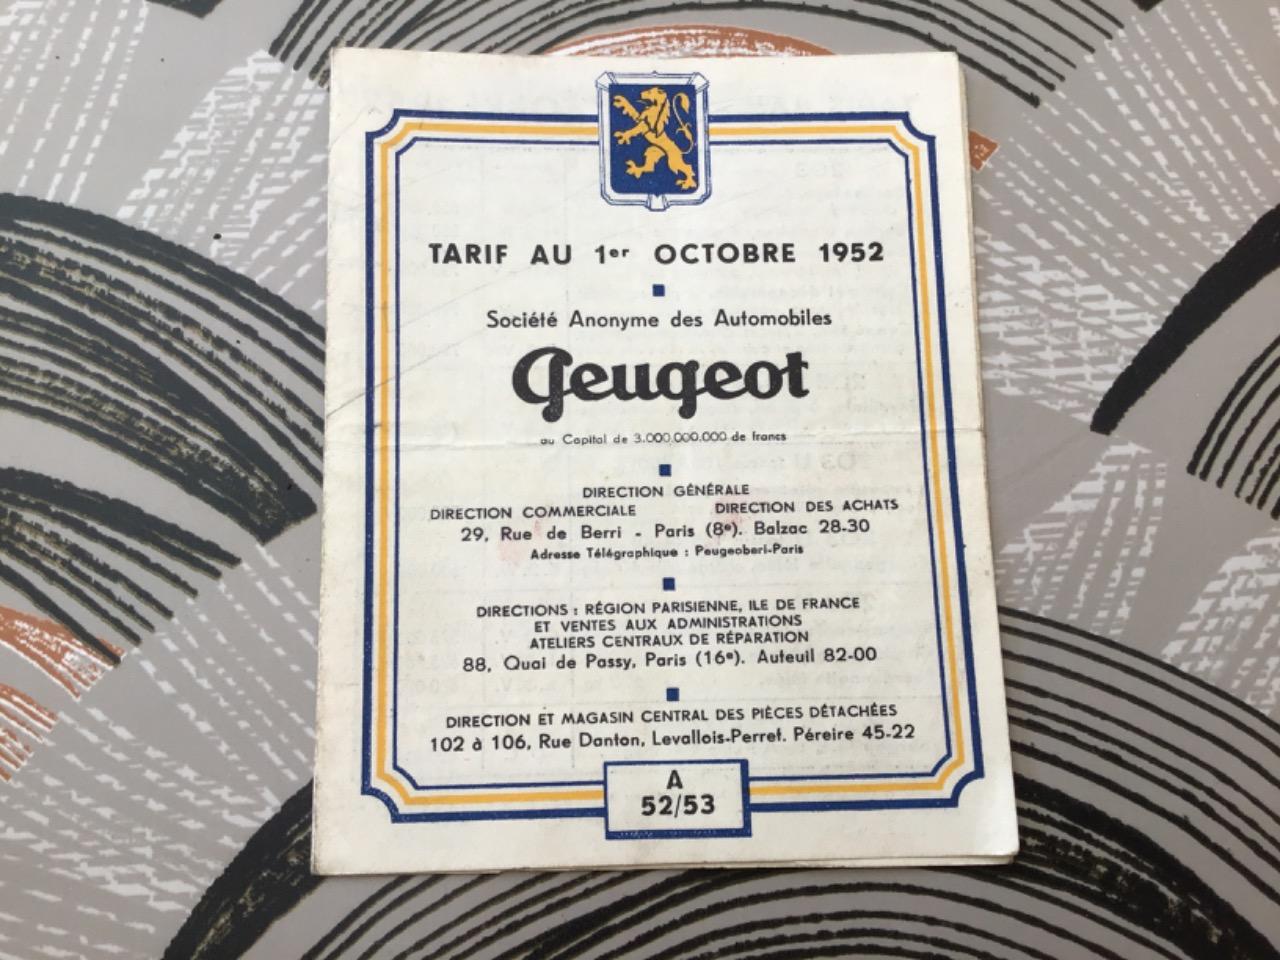 TARIF AU 1er OCTOBRE 1952
Société Anonyme des Automobiles
Peugeot
au Capital de 3.000.000.000 de francs
DIRECTION GÉNÉRALE
DIRECTION COMMERCIALE DIRECTION DES ACHATS
29, Rue de Berri - Paris (8e). Balzac 28-30
Adresse Télégraphique : Peugeoberi-Paris
DIRECTIONS : RÉGION PARISIENNE, ILE DE FRANCE
ET VENTES AUX ADMINISTRATIONS
ATELIERS CENTRAUX DE RÉPARATION
88, Quai de Passy, Paris (16e). Auteuil 82-00
DIRECTION ET MAGASIN CENTRAL DES PIÈCES DÉTACHÉES
102 à 106, Rue Danton, Levallois-Perret. Péreire 45-22
A
52/53